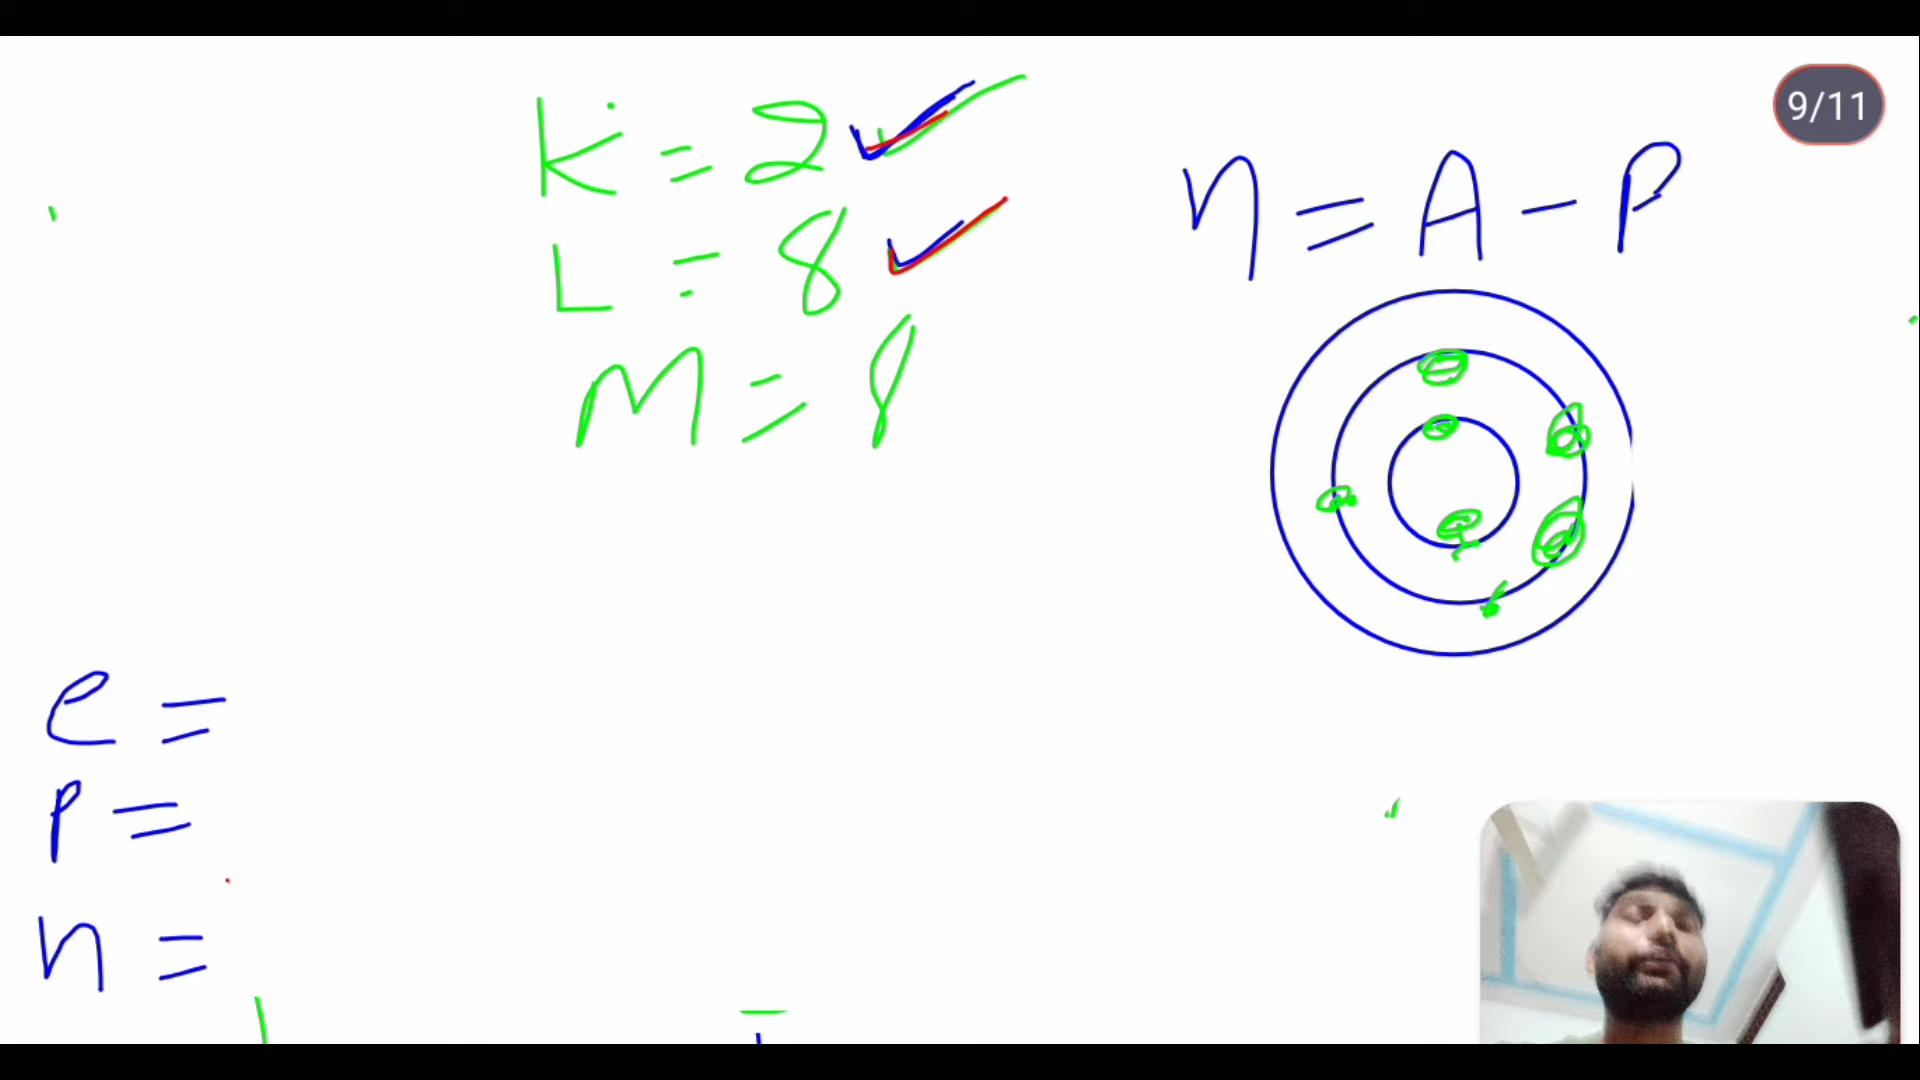 K = 2
L = 8
M = 8
9/11
n = A - P
e =
P =
n =